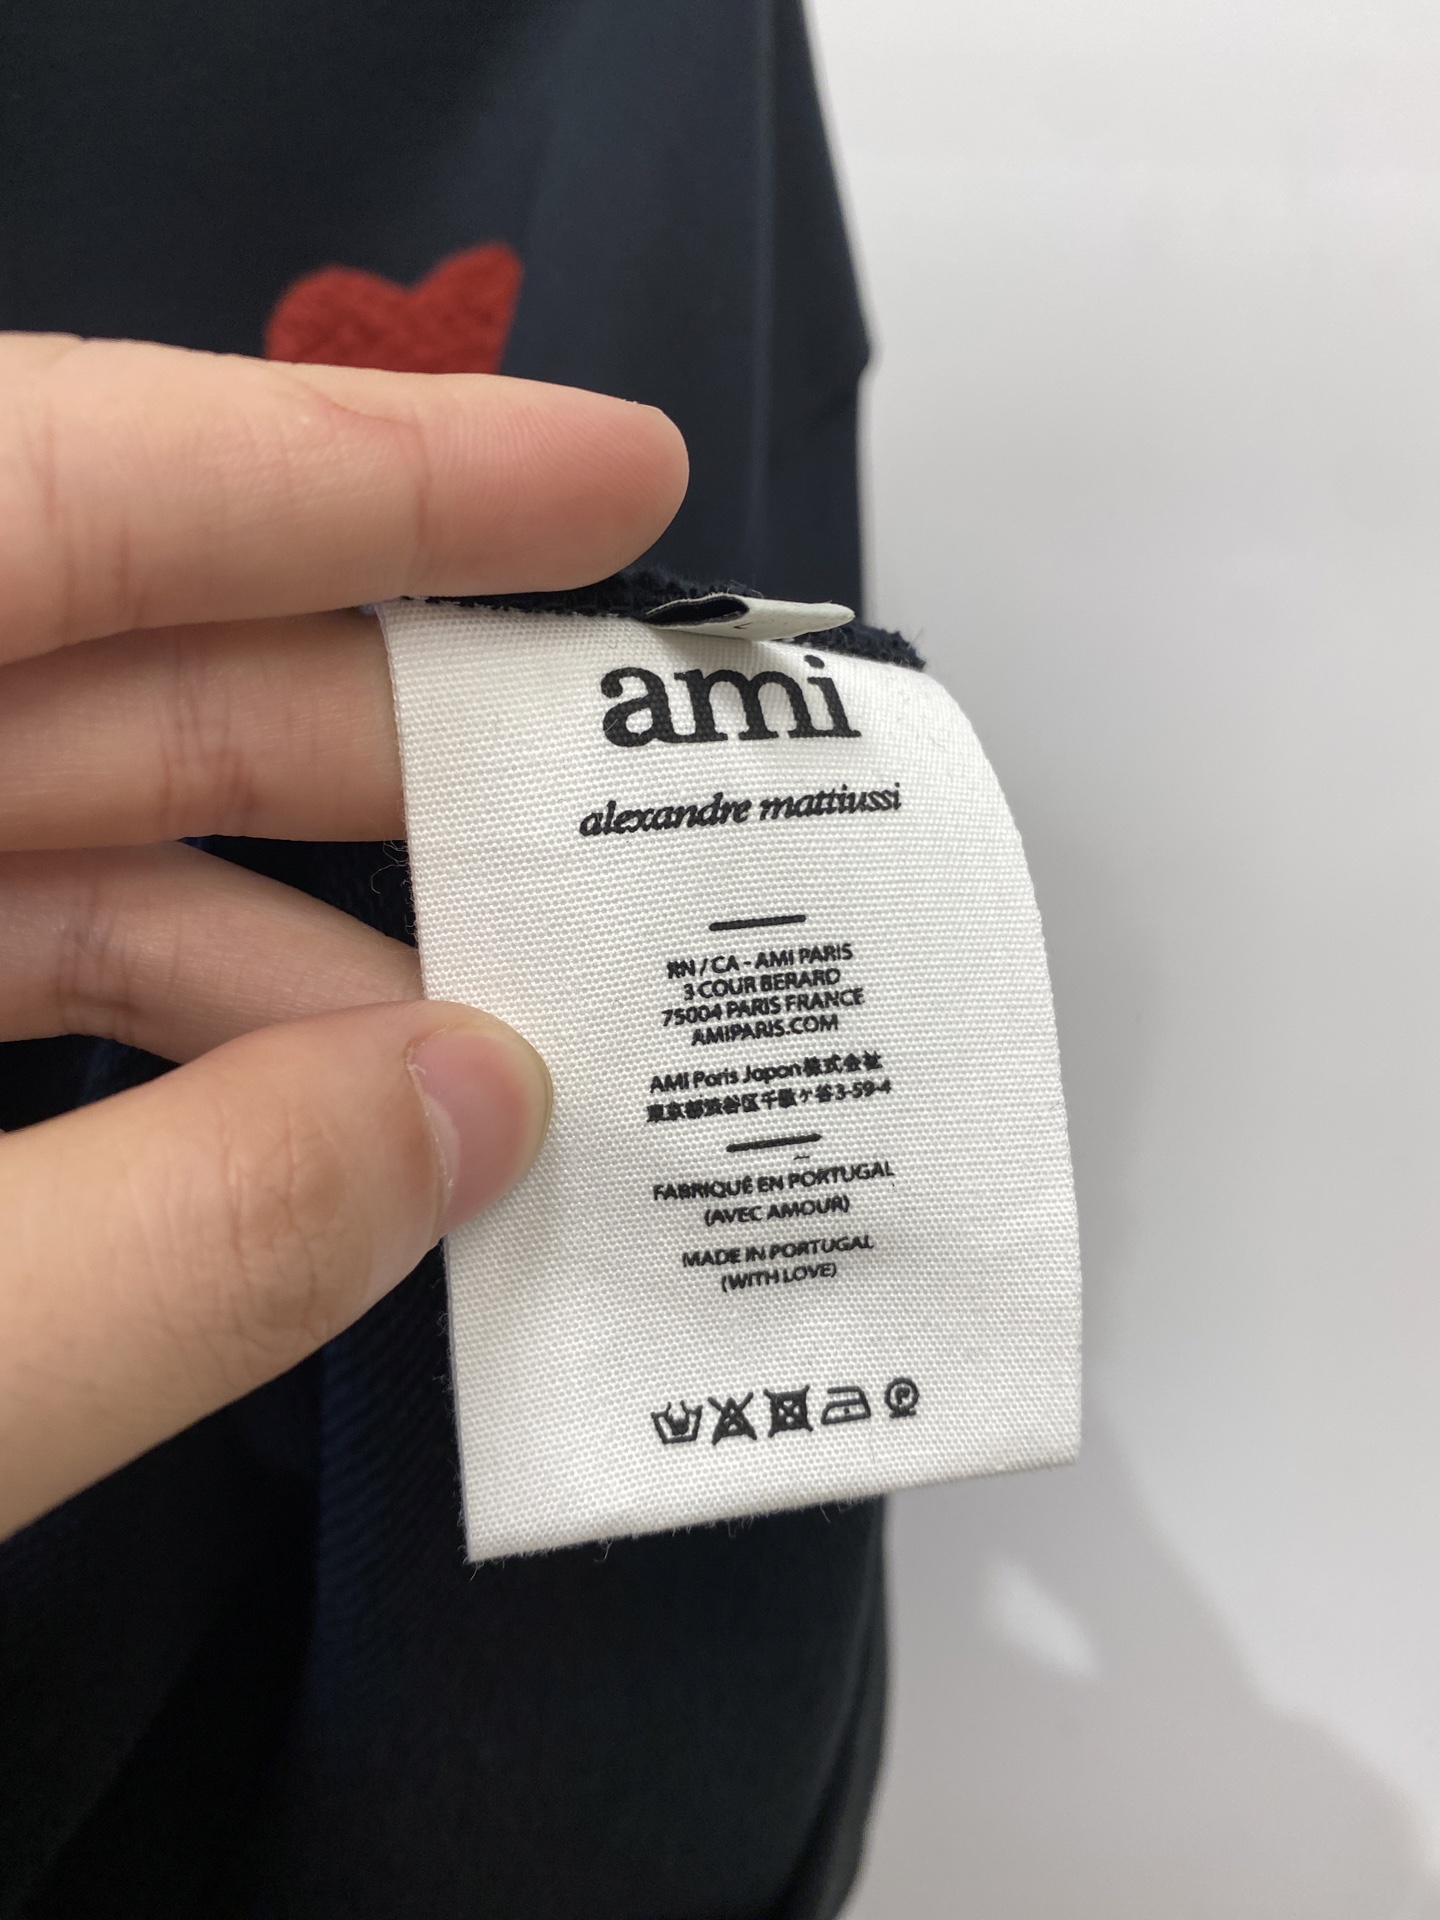 ami
alexandre mattiussi
RN / CA - AMI PARIS
3 COUR BERARD
75004 PARIS FRANCE
AMIPARIS.COM
AMI Paris Japon株式会社
東京都渋谷区千駄ヶ谷3-59-4
FABRIQUÉ EN PORTUGAL
(AVEC AMOUR)
MADE IN PORTUGAL
(WITH LOVE)
P